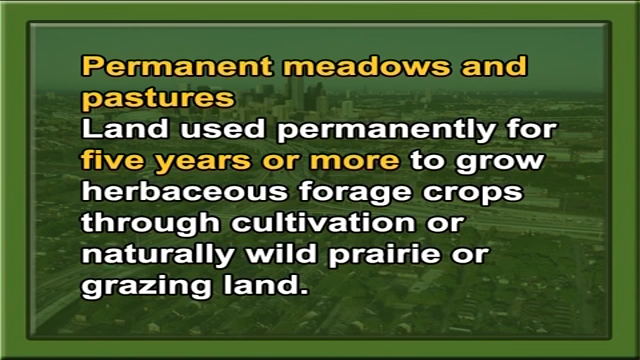 Permanent meadows and
pastures
Land used permanently for
five years or more to grow
herbaceous forage crops
through cultivation or
naturally wild prairie or
grazing land.